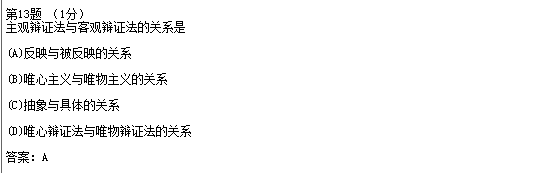 第13题 (1分)
主观辩证法与客观辩证法的关系是
(A)反映与被反映的关系
(B)唯心主义与唯物主义的关系
(C)抽象与具体的关系
(D)唯心辩证法与唯物辩证法的关系
答案：A